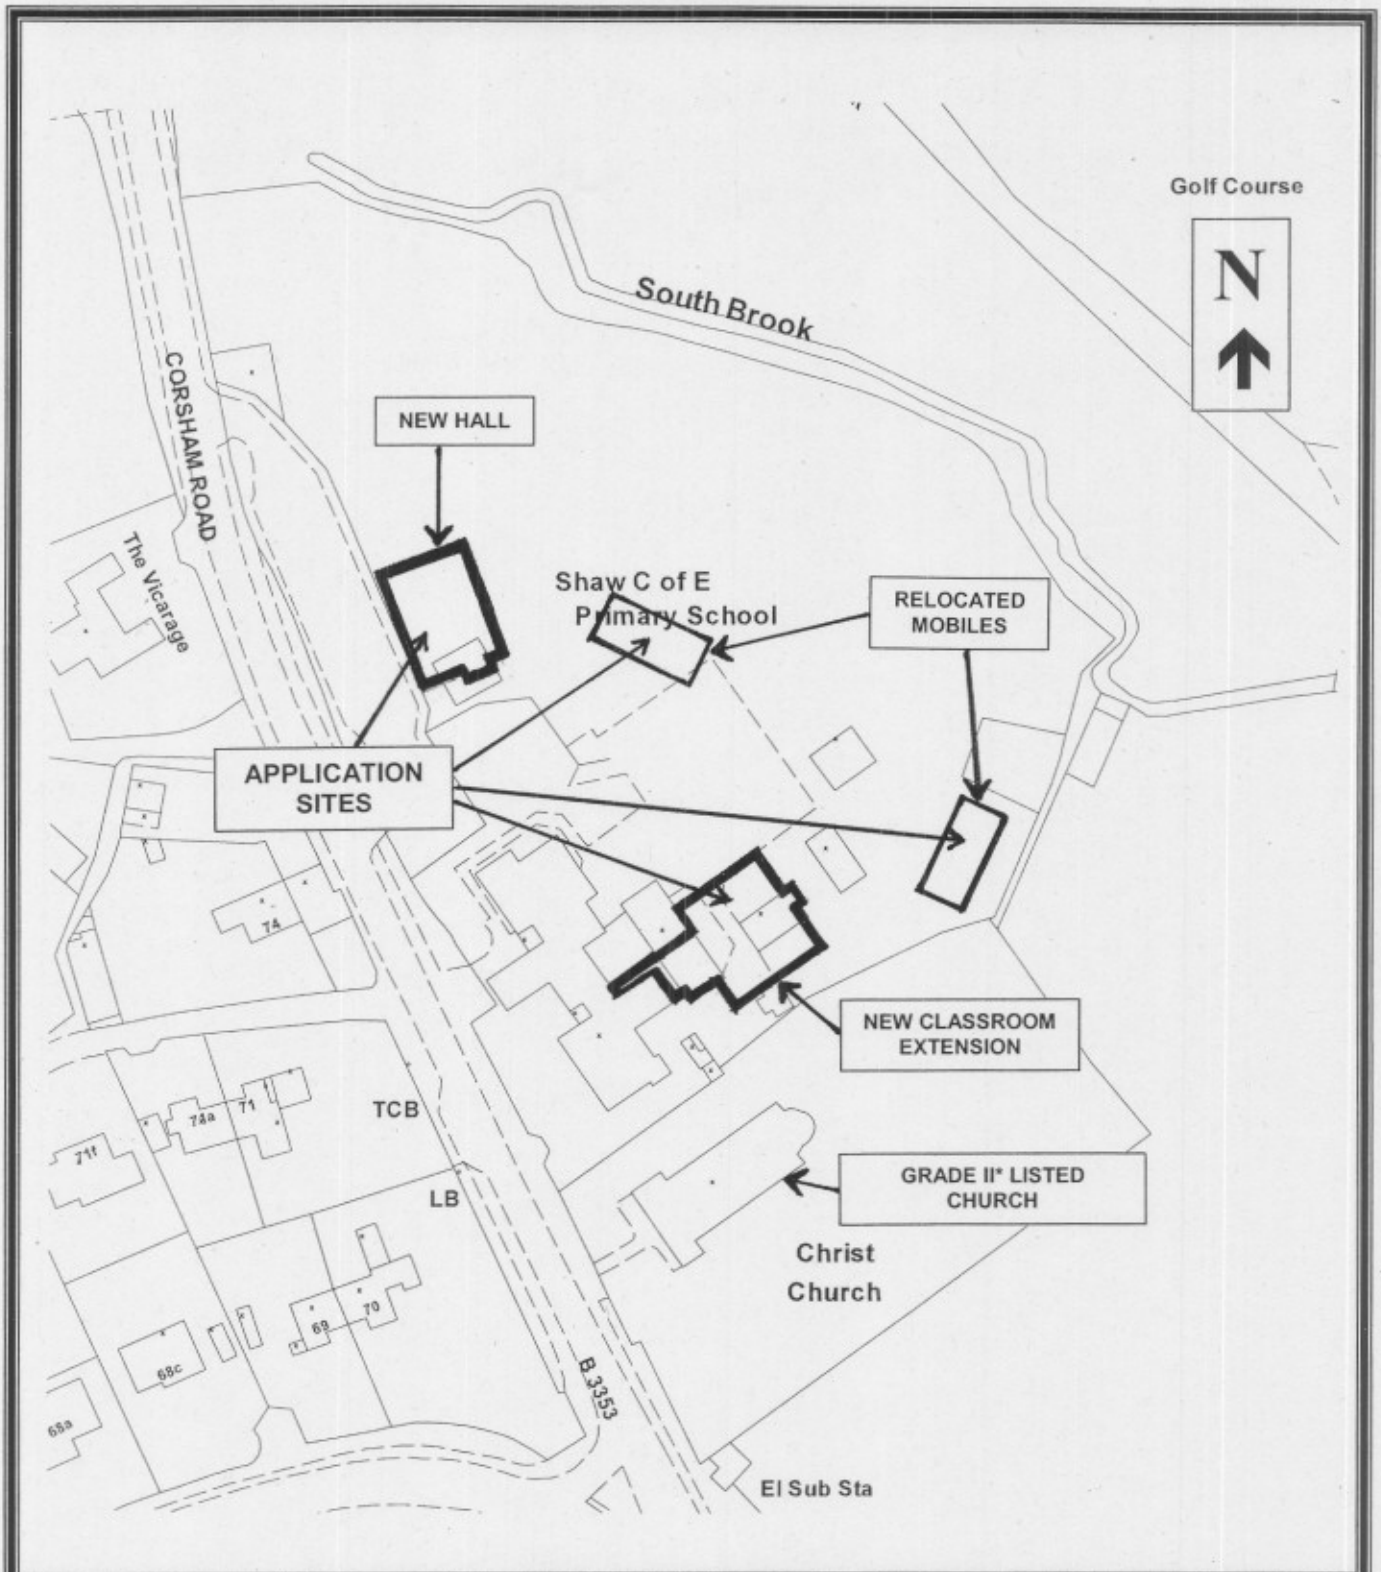 Golf Course
N
South Brook
CORSHAM ROAD
NEW HALL
The Vicarage
Shaw C of E
Primary School
RELOCATED
MOBILES
APPLICATION
SITES
74
NEW CLASSROOM
EXTENSION
TCB
71
74a
71f
LB
GRADE II* LISTED
CHURCH
Christ
Church
70
69
68c
68a
B 3353
El Sub Sta